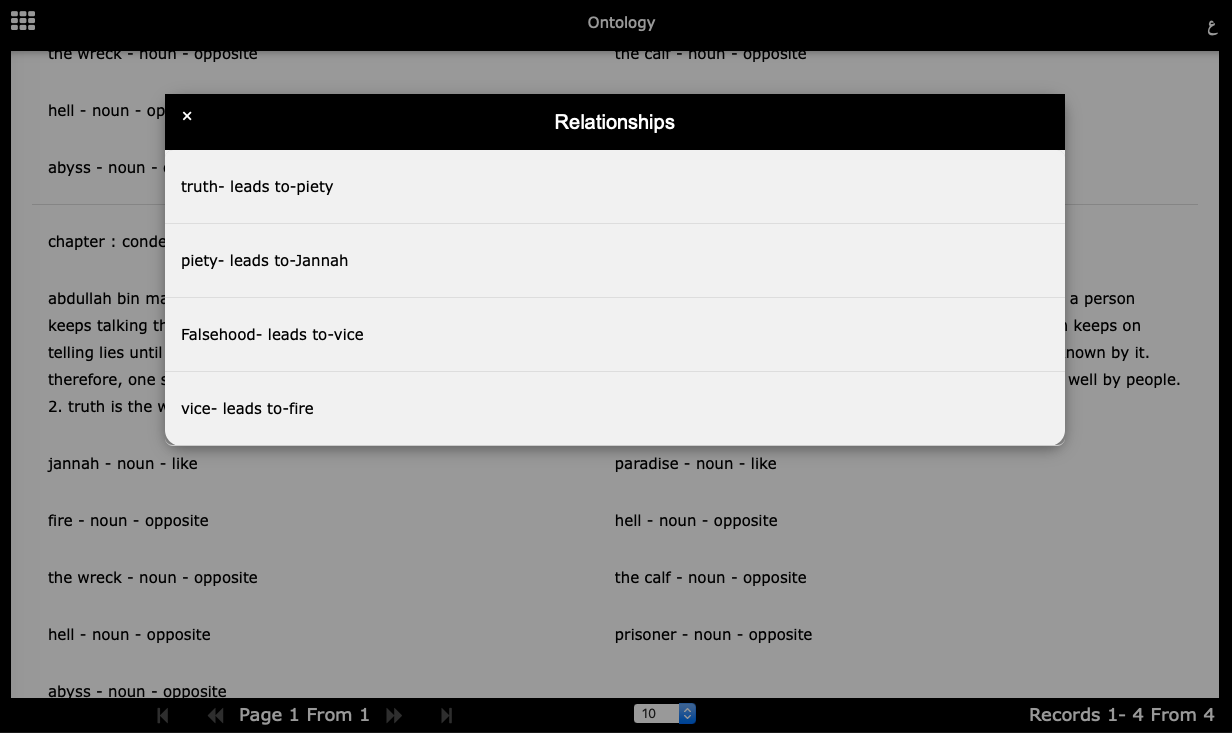 Ontology
ع
the wreck - noun - opposite
the calf - noun - opposite
hell - noun - op
abyss - noun -
×
Relationships
truth- leads to-piety
piety- leads to-Jannah
Falsehood- leads to-vice
vice- leads to-fire
chapter : conde
abdullah bin ma
a person
keeps talking th
keeps on
telling lies until
nown by it.
therefore, one s
well by people.
2. truth is the w
jannah - noun - like
paradise - noun - like
fire - noun - opposite
hell - noun - opposite
the wreck - noun - opposite
the calf - noun - opposite
hell - noun - opposite
prisoner - noun - opposite
abyss - noun - opposite
Page 1 From 1
10
Records 1- 4 From 4